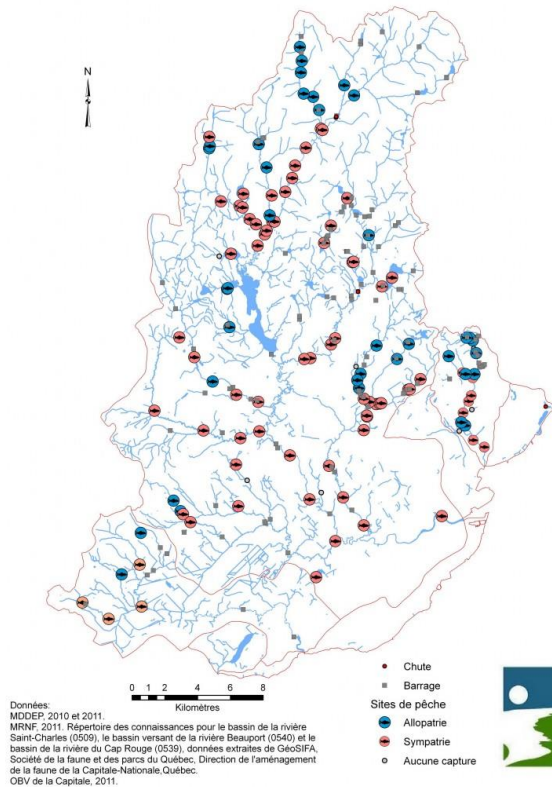 N
0 1 2 4 6 8
Kilomètres
Chute
Barrage
Sites de pêche
Allopatrie
Sympatrie
Aucune capture
Données:
MDDEP, 2010 et 2011.
MRNF, 2011. Répertoire des connaissances pour le bassin de la rivière
Saint-Charles (0509), le bassin versant de la rivière Beauport (0540) et le
bassin de la rivière du Cap Rouge (0539), données extraites de GéoSIFA,
Société de la faune et des parcs du Québec, Direction de l'aménagement
de la faune de la Capitale-Nationale,Québec.
OBV de la Capitale, 2011.